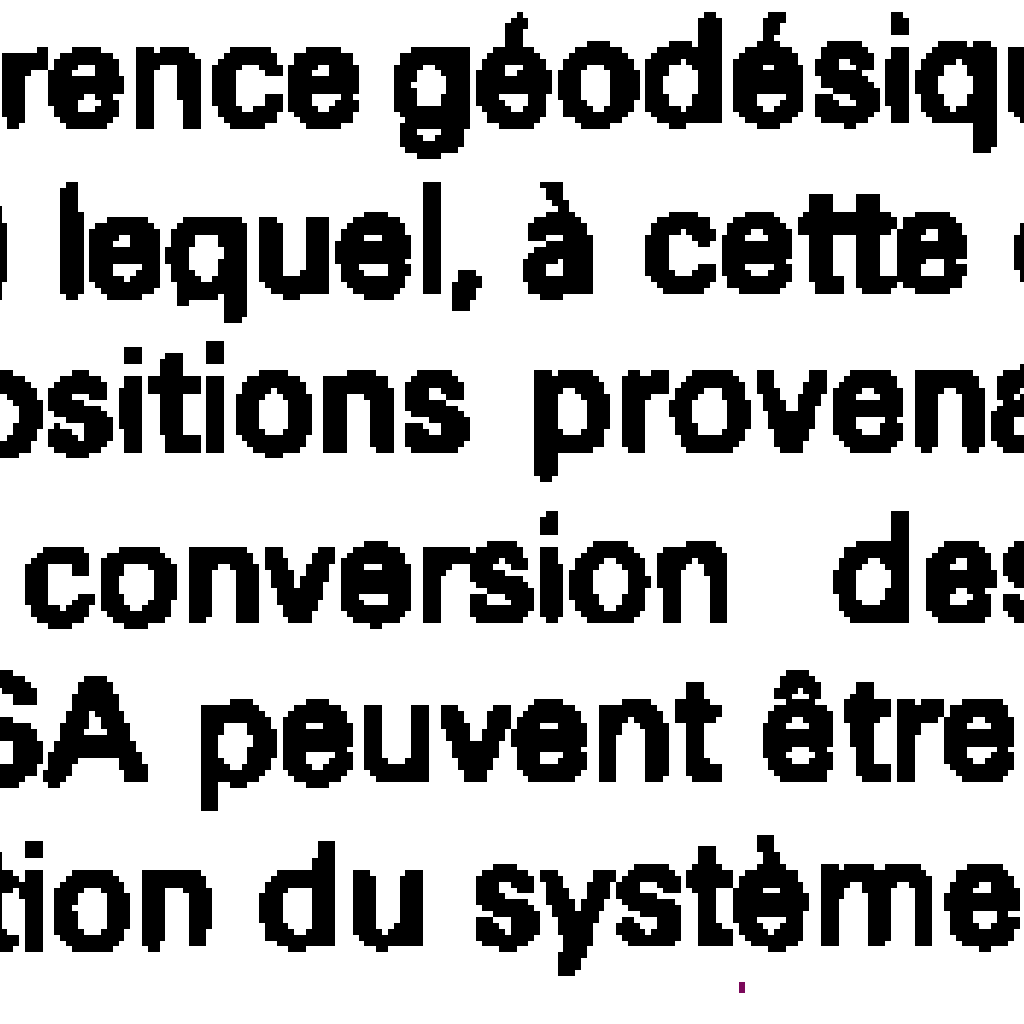 rence géodésiqu
lequel, à cette
ositions provena
conversion des
SA peuvent être
tion du système